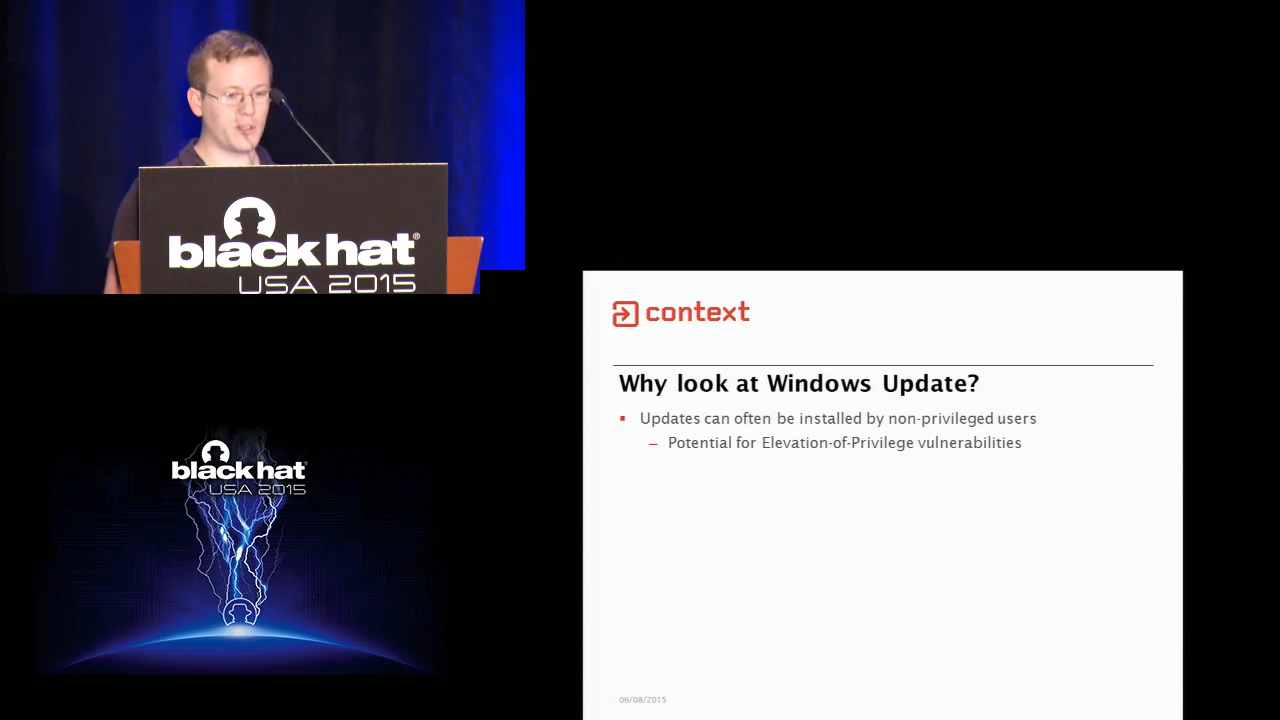 black hat®
USA 2015
context
Why look at Windows Update?
Updates can often be installed by non-privileged users
– Potential for Elevation-of-Privilege vulnerabilities
black hat
USA 2015
06/08/2015